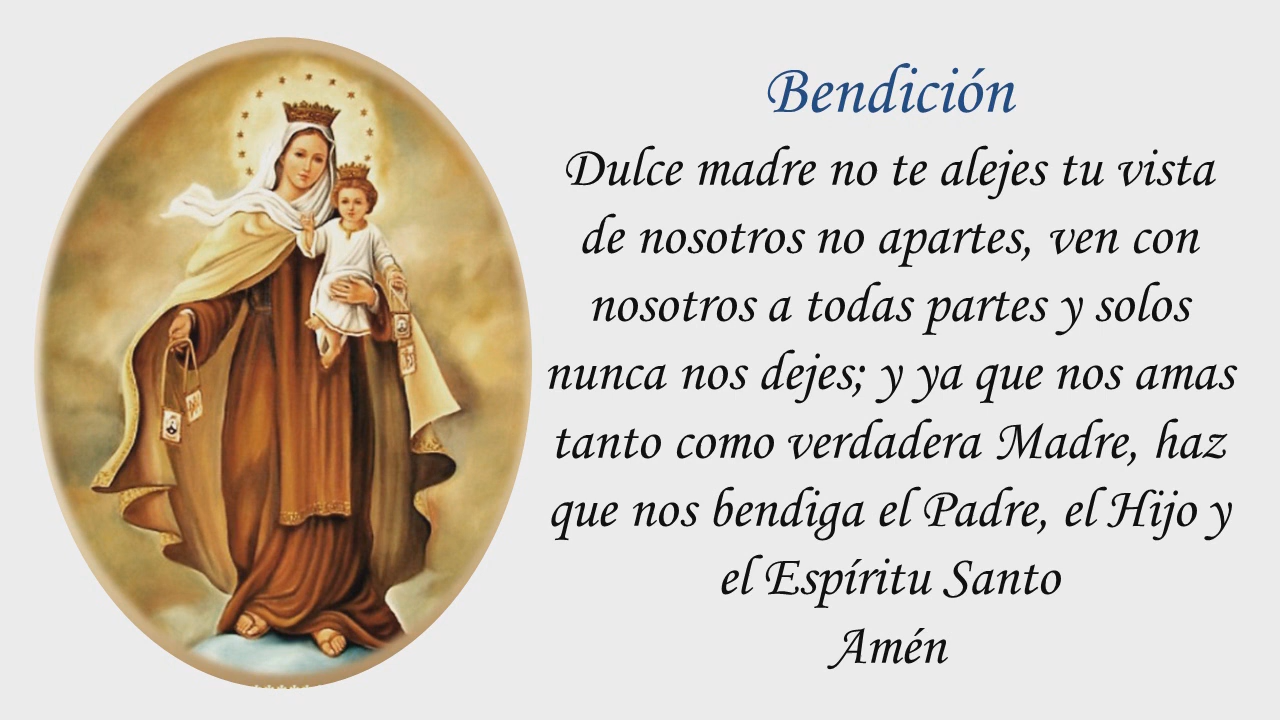 Bendición
Dulce madre no te alejes tu vista
de nosotros no apartes, ven con
nosotros a todas partes y solos
nunca nos dejes; y ya que nos amas
tanto como verdadera Madre, haz
que nos bendiga el Padre, el Hijo y
el Espíritu Santo
Amén